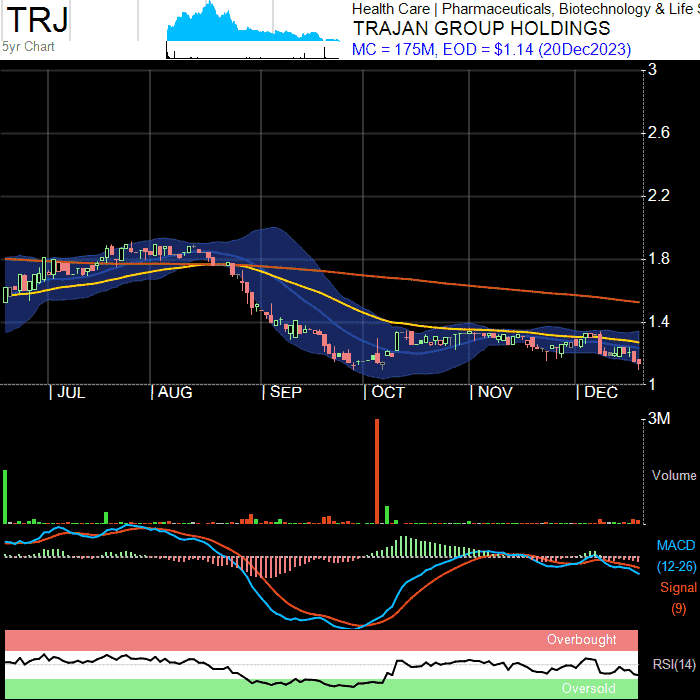 TRJ
5yr Chart
Health Care | Pharmaceuticals, Biotechnology & Life
TRAJAN GROUP HOLDINGS
MC = 175M, EOD = $1.14 (20Dec2023)
3
2.6
2.2
1.8
1.4
1
| JUL | AUG | SEP | OCT | NOV | DEC
3M
Volume
MACD
(12-26)
Signal
(9)
Overbought
RSI(14)
Oversold